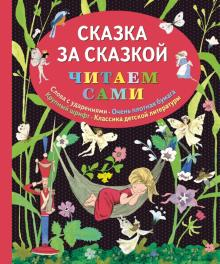 СКАЗКА
ЗА СКАЗКОЙ
ЧИТАЕМ
САМИ
Слова с ударениями • Очень плотная бумага
Крупный шрифт • Классика детской литературы